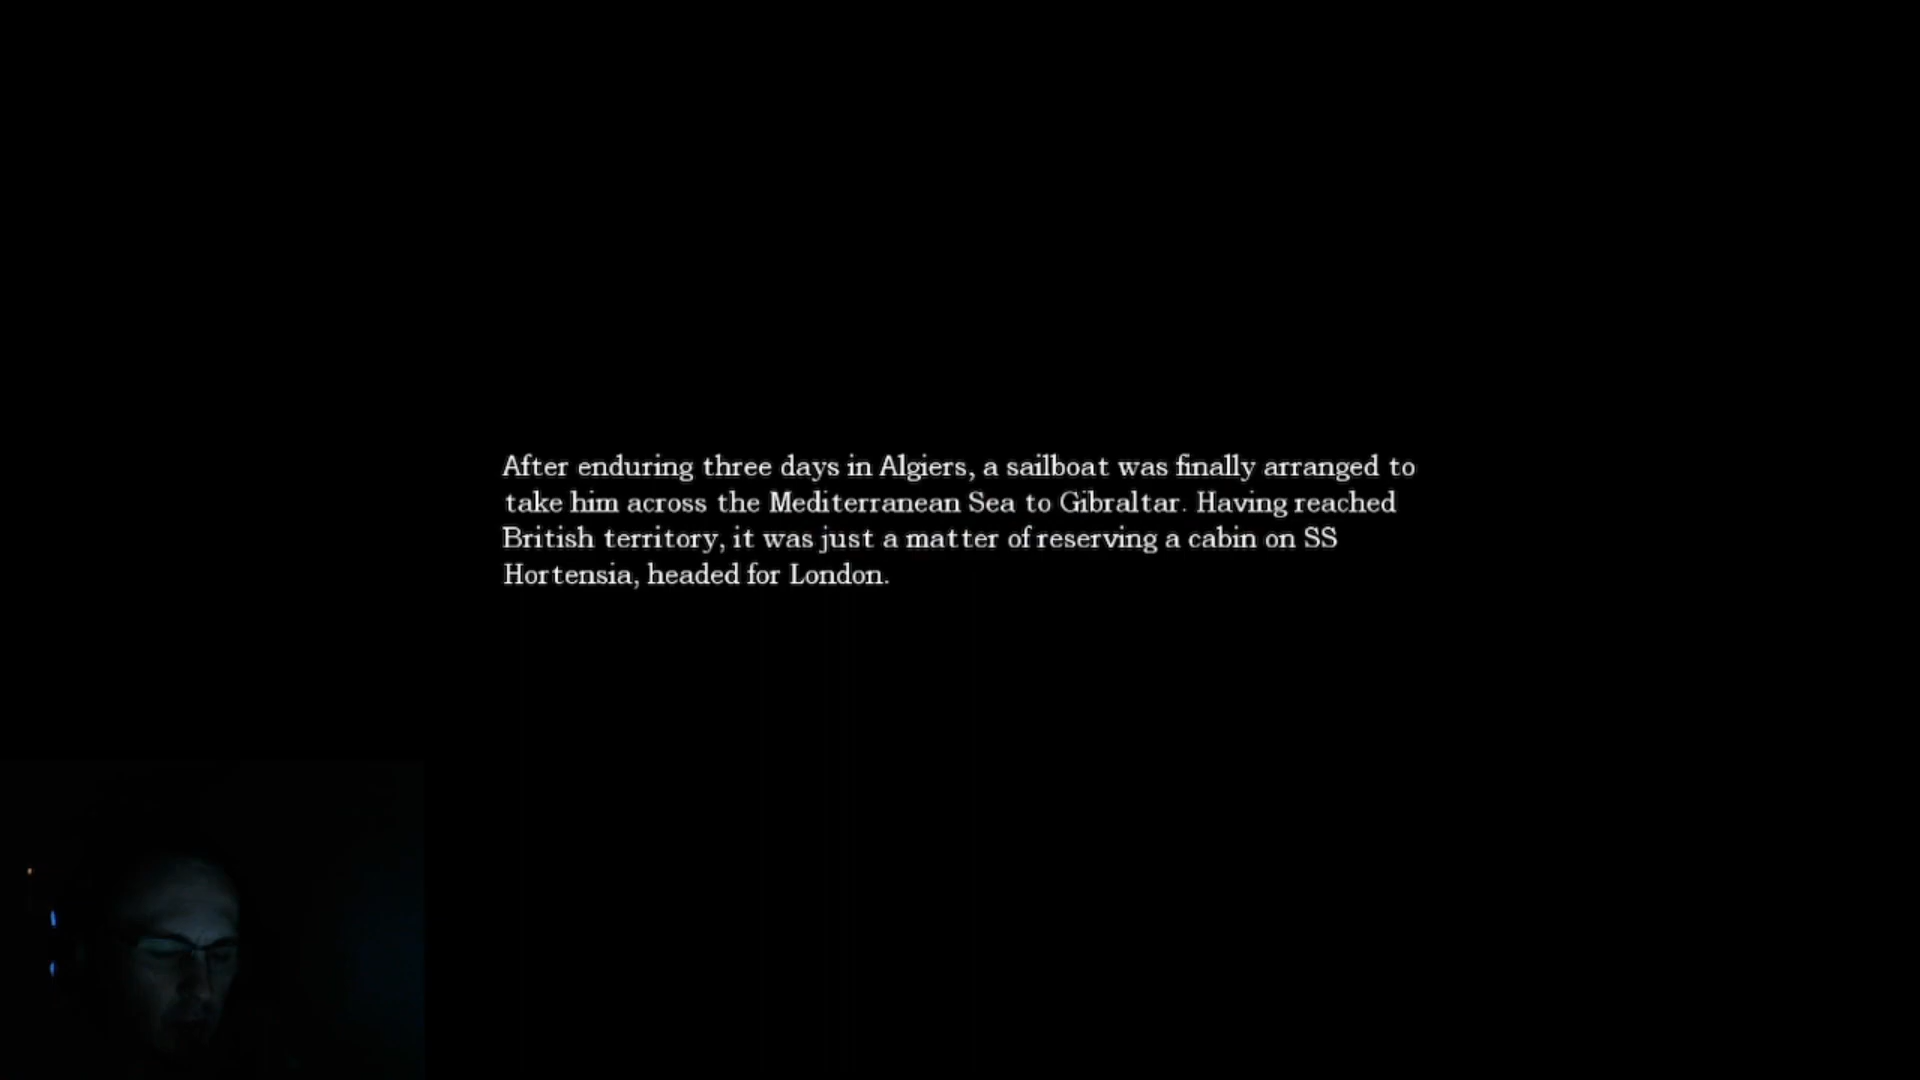 After enduring three days in Algiers, a sailboat was finally arranged to
take him across the Mediterranean Sea to Gibraltar. Having reached
British territory, it was just a matter of reserving a cabin on SS
Hortensia, headed for London.